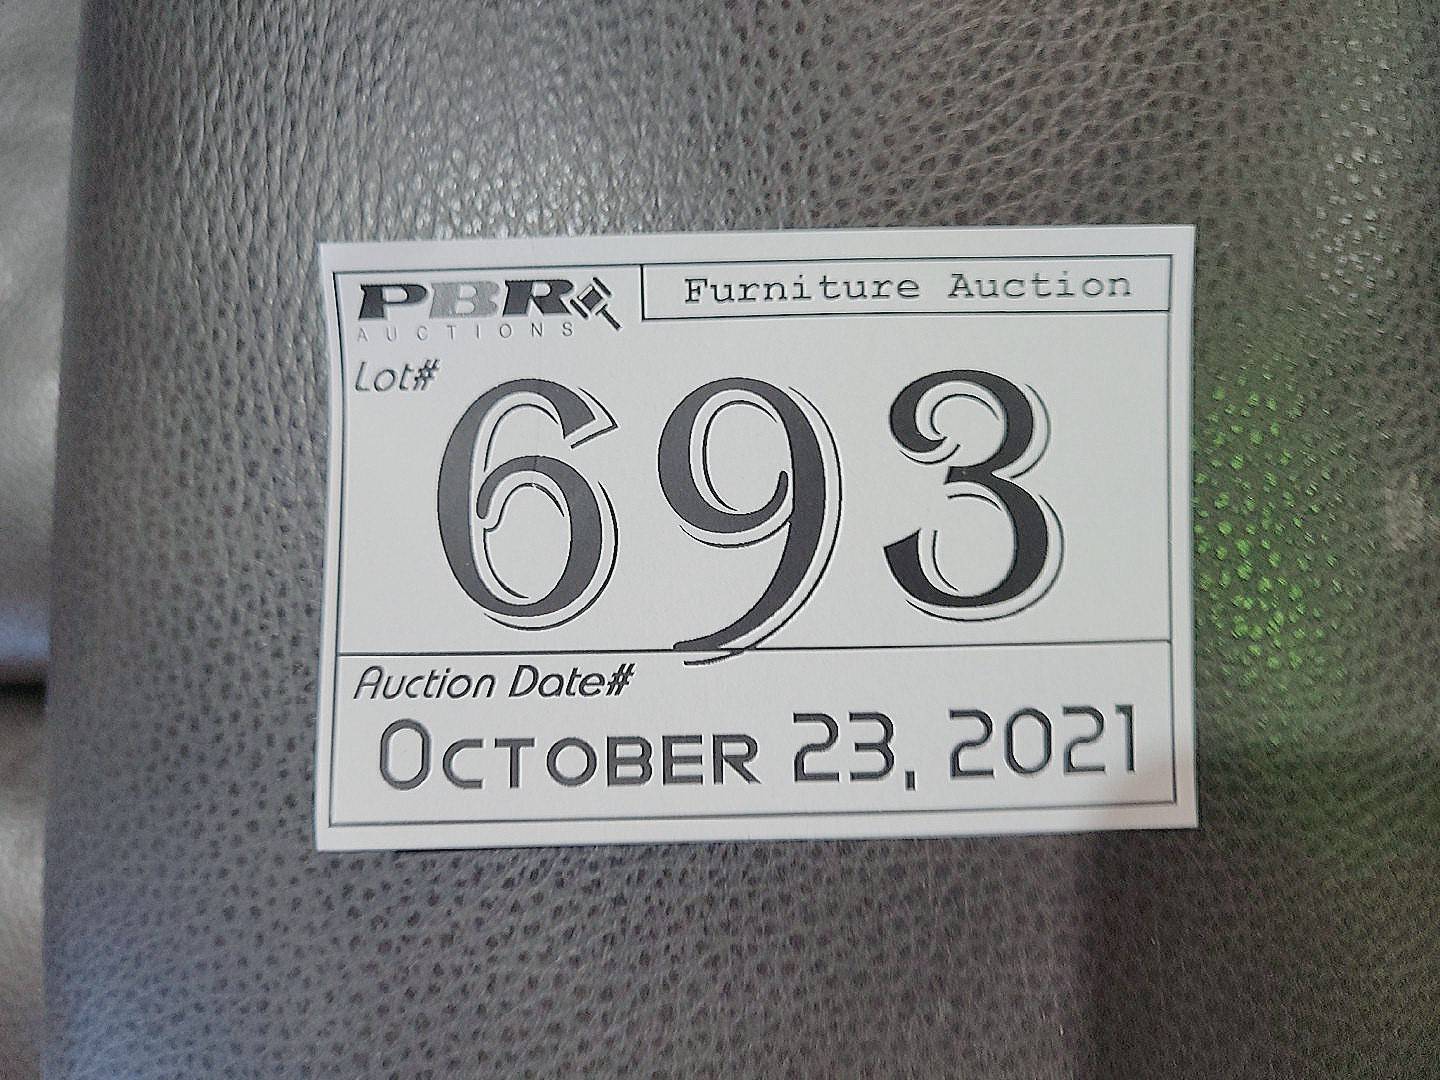 PBR
AUCTIONS
Furniture Auction
Lot#
693
Auction Date#
October 23, 2021